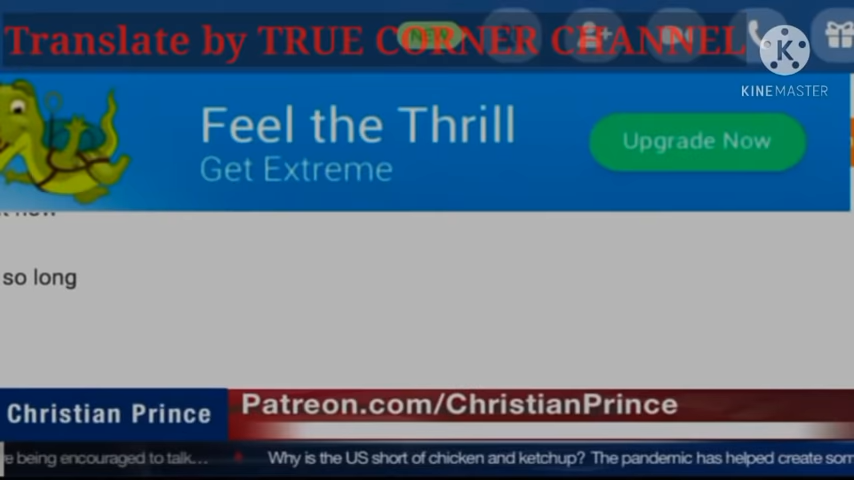 Translate by TRUE CORNER CHANNEL
NEW
KINEMASTER
Feel the Thrill
Get Extreme
Upgrade Now
so long
Christian Prince
Patreon.com/ChristianPrince
e being encouraged to talk... Why is the US short of chicken and ketchup? The pandemic has helped create som